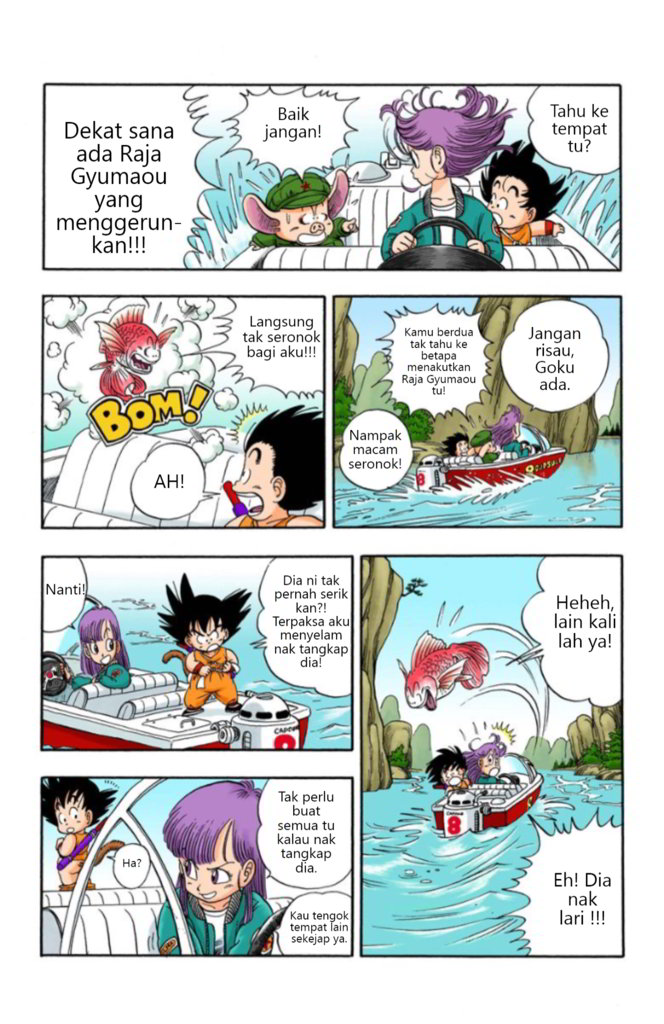 Dekat sana
ada Raja
Gyumaou
yang
menggerun-
kan!!!
Baik
jangan!
Tahu ke
tempat
tu?
Langsung
tak seronok
bagi aku!!!
BOM!
AH!
Kamu berdua
tak tahu ke
betapa
menakutkan
Raja Gyumaou
tu!
Jangan
risau,
Goku
ada.
Nampak
macam
seronok!
8
Nanti!
Dia ni tak
pernah serik
kan?!
Terpaksa aku
menyelam
nak tangkap
dia!
8
Heheh,
lain kali
lah ya!
8
Eh! Dia
nak
lari !!!
Ha?
Tak perlu
buat
semua tu
kalau nak
tangkap
dia.
Kau tengok
tempat lain
sekejap ya.